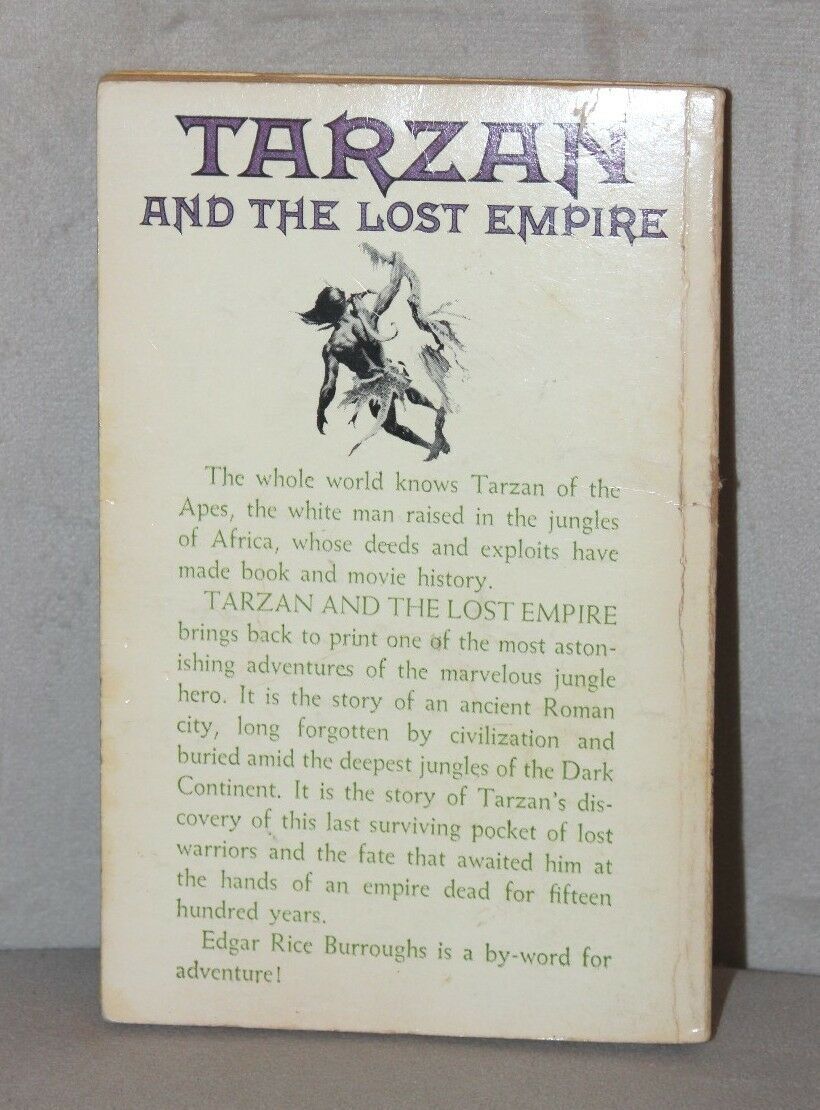 TARZAN
AND THE LOST EMPIRE
The whole world knows Tarzan of the
Apes, the white man raised in the jungles
of Africa, whose deeds and exploits have
made book and movie history.
TARZAN AND THE LOST EMPIRE
brings back to print one of the most aston-
ishing adventures of the marvelous jungle
hero. It is the story of an ancient Roman
city, long forgotten by civilization and
buried amid the deepest jungles of the Dark
Continent. It is the story of Tarzan's dis-
covery of this last surviving pocket of lost
warriors and the fate that awaited him at
the hands of an empire dead for fifteen
hundred years.
Edgar Rice Burroughs is a by-word for
adventure!